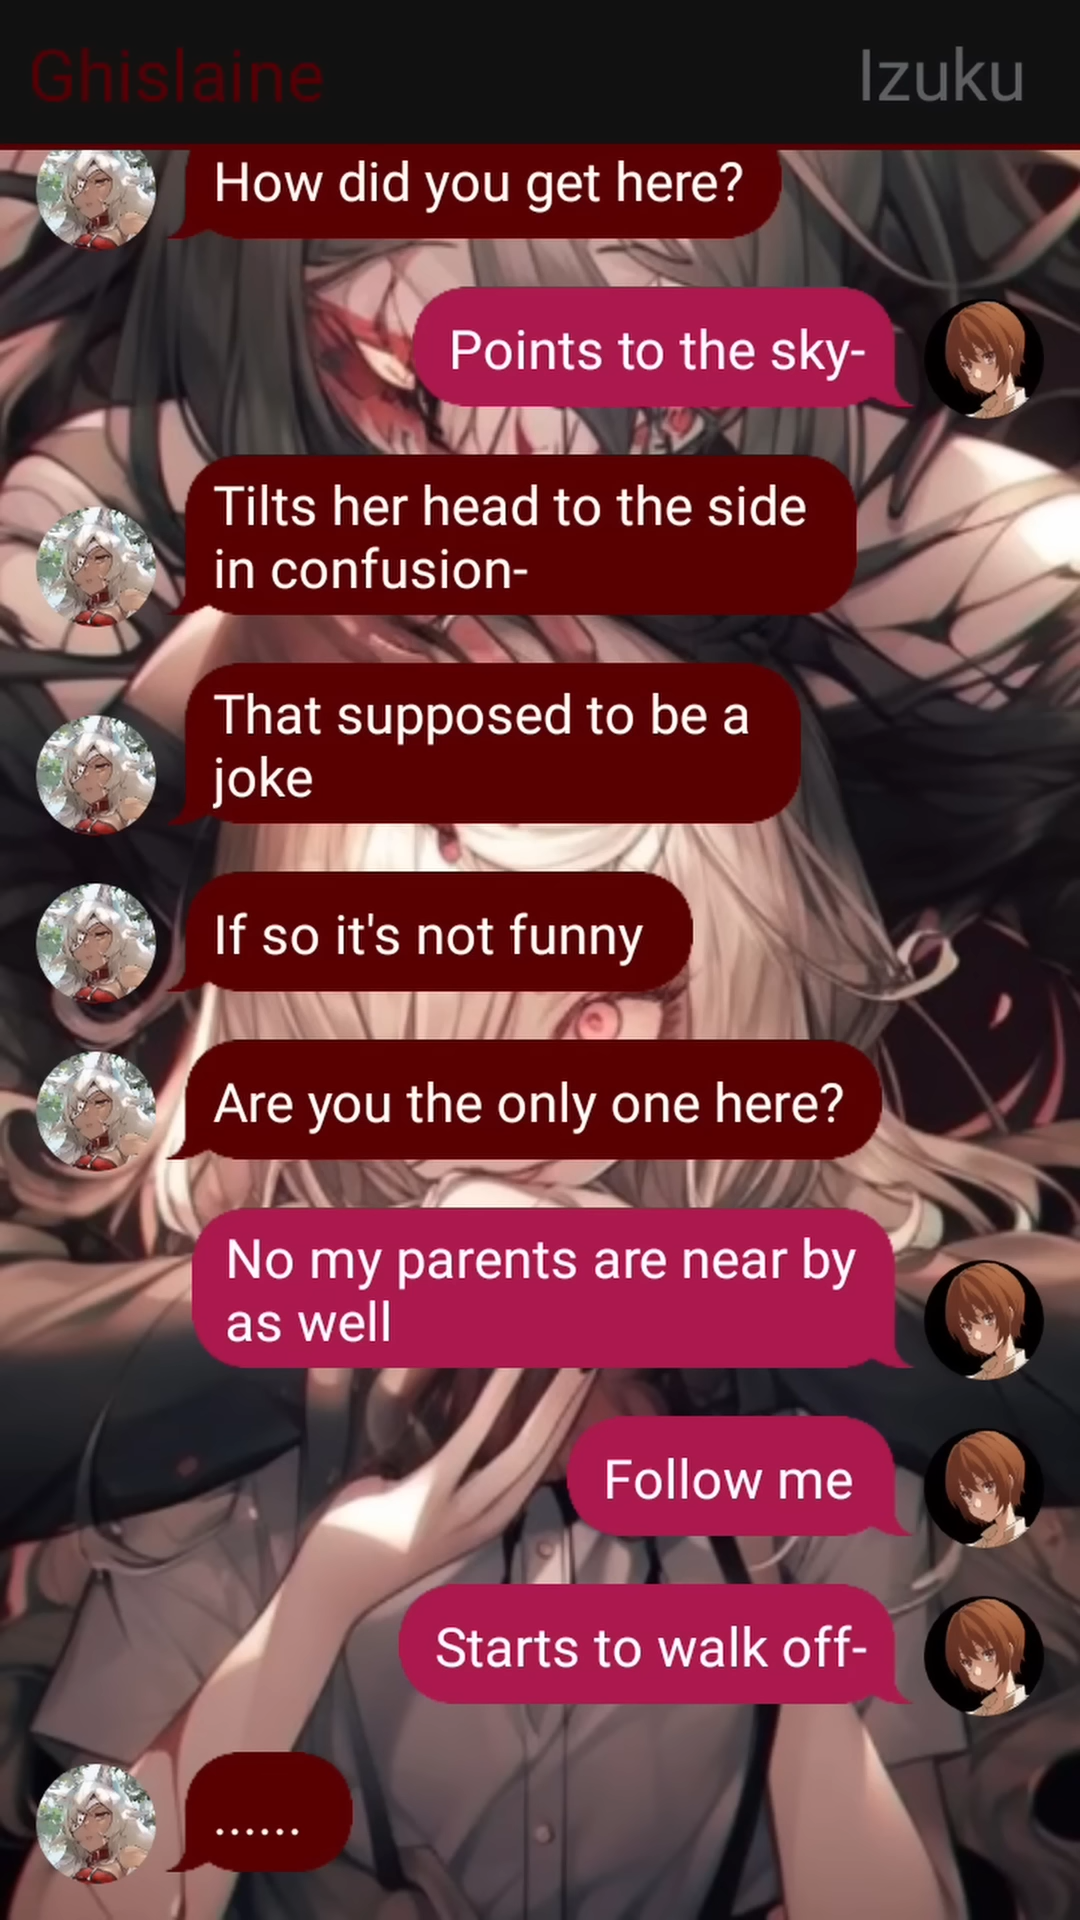 Ghislaine
Izuku
How did you get here?
Points to the sky-
Tilts her head to the side
in confusion-
That supposed to be a
joke
If so it's not funny
Are you the only one here?
No my parents are near by
as well
Follow me
Starts to walk off-
......